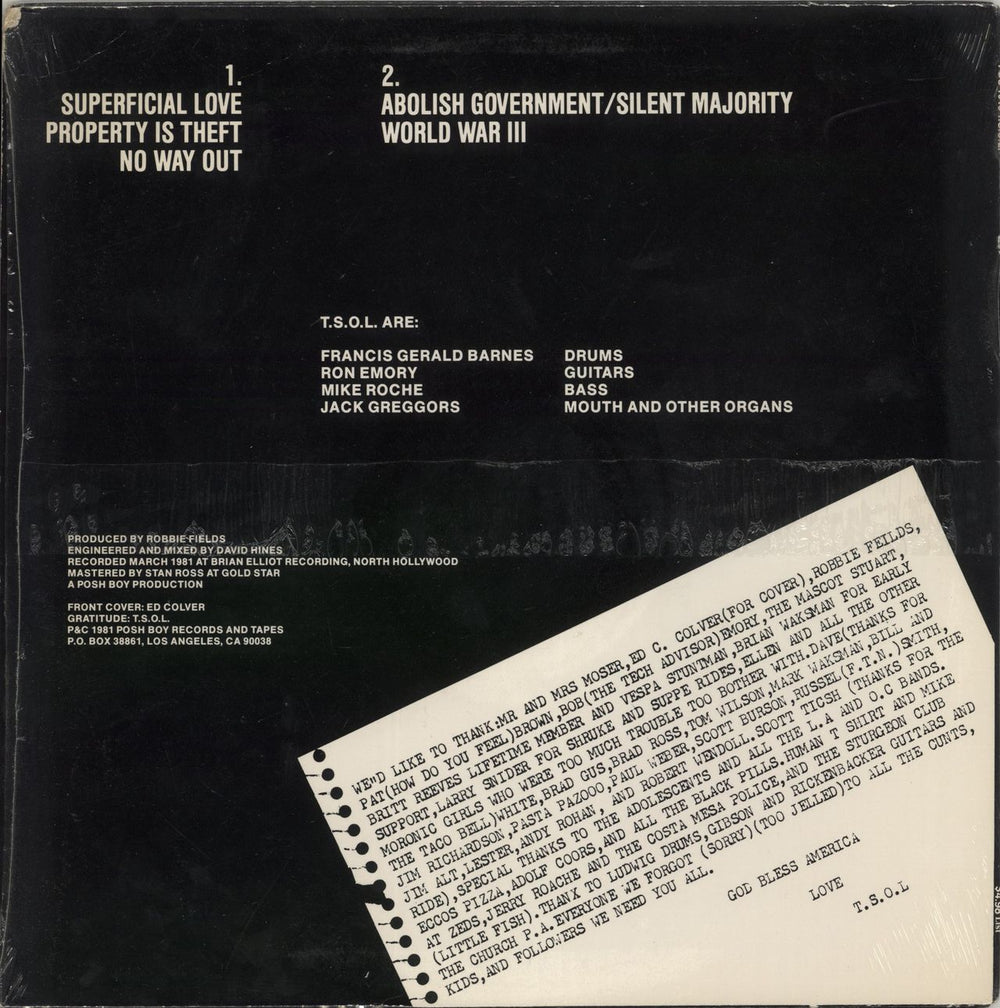 1.
SUPERFICIAL LOVE
PROPERTY IS THEFT
NO WAY OUT
2.
ABOLISH GOVERNMENT/SILENT MAJORITY
WORLD WAR III
T.S.O.L. ARE:
FRANCIS GERALD BARNES DRUMS
RON EMORY GUITARS
MIKE ROCHE BASS
JACK GREGGORS MOUTH AND OTHER ORGANS
PRODUCED BY ROBBIE FIELDS
ENGINEERED AND MIXED BY DAVID HINES
RECORDED MARCH 1981 AT BRIAN ELLIOT RECORDING, NORTH HOLLYWOOD
MASTERED BY STAN ROSS AT GOLD STAR
A POSH BOY PRODUCTION
FRONT COVER: ED COLVER
GRATITUDE: T.S.O.L.
P&C 1981 POSH BOY RECORDS AND TAPES
P.O. BOX 38861, LOS ANGELES, CA 90038
WE"D LIKE TO THANK:MR AND MRS MOSER,ED C. COLVER(FOR COVER),ROBBIE FEILDS,
PAT(HOW DO YOU FEEL)BROWN,BOB(THE TECH ADVISOR)EMORY,THE MASCOT STUART,
BRITT REEVES LIFETIME MEMBER AND VESPA STUNTMAN,BRIAN WAKSMAN FOR EARLY
SUPPORT,LARRY SNIDER FOR SHRUKE AND SUPPE RIDES,ELLEN AND ALL THE OTHER
MORONIC GIRLS WHO WERE TOO MUCH TROUBLE TOO BOTHER WITH.DAVE(THANKS FOR
THE TACO BELL)WHITE,BRAD GUS,BRAD ROSS,TOM WILSON,MARK WAKSMAN,BILL AND
JIM RICHARDSON,PASTA PAZOOO,PAUL WEBER,SCOTT BURSON,RUSSEL(F.T.N.)SMITH,
JIM ALT,LESTER,ANDY ROHAN, AND ROBERT WENDOLL.SCOTT TICSH (THANKS FOR THE
RIDE),SPECIAL THANKS TO THE ADOLESCENTS AND ALL THE L.A AND O.C BANDS.
ECCOS PIZZA,ADOLF COORS,AND ALL THE BLACK PILLS.HUMAN T SHIRT AND MIKE
AT ZEDS,JERRY ROACHE AND THE COSTA MESA POLICE,AND THE STURGEON CLUB
(LITTLE FISH).THANX TO LUDWIG DRUMS,GIBSON AND RICKENBACKER GUITARS AND
THE CHURCH P.A.EVERYONE WE FORGOT (SORRY)(TOO JELLED)TO ALL THE CUNTS,
KIDS,AND FOLLOWERS WE NEED YOU ALL.
GOD BLESS AMERICA
LOVE
T.S.O.L